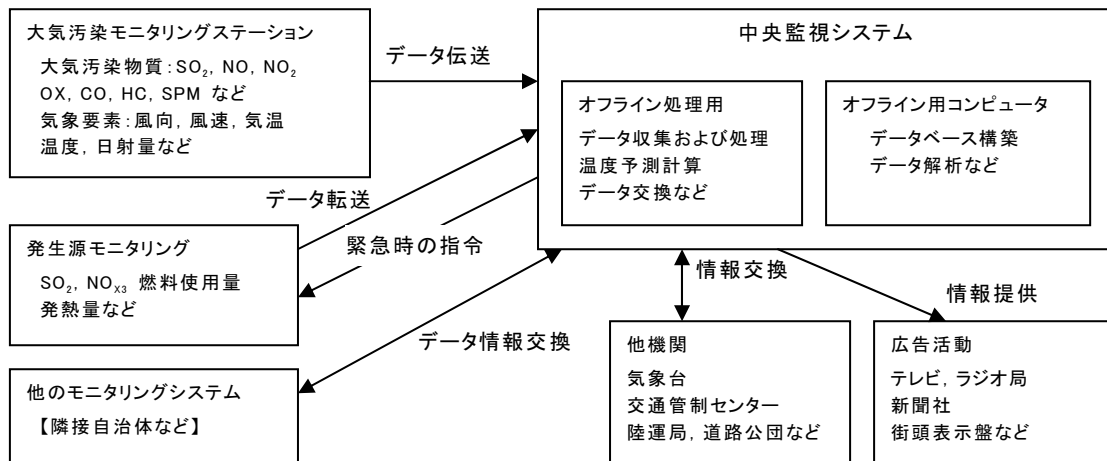 大気汚染モニタリングステーション
大気汚染物質:SO₂, NO, NO₂
OX, CO, HC, SPM など
気象要素:風向, 風速, 気温
温度, 日射量など
データ伝送
中央監視システム
オフライン処理用
データ収集および処理
温度予測計算
データ交換など
オフライン用コンピュータ
データベース構築
データ解析など
データ転送
緊急時の指令
発生源モニタリング
SO₂, NOx₃ 燃料使用量
発熱量など
データ情報交換
他のモニタリングシステム
【隣接自治体など】
情報交換
情報提供
他機関
気象台
交通管制センター
陸運局, 道路公団など
広告活動
テレビ, ラジオ局
新聞社
街頭表示盤など